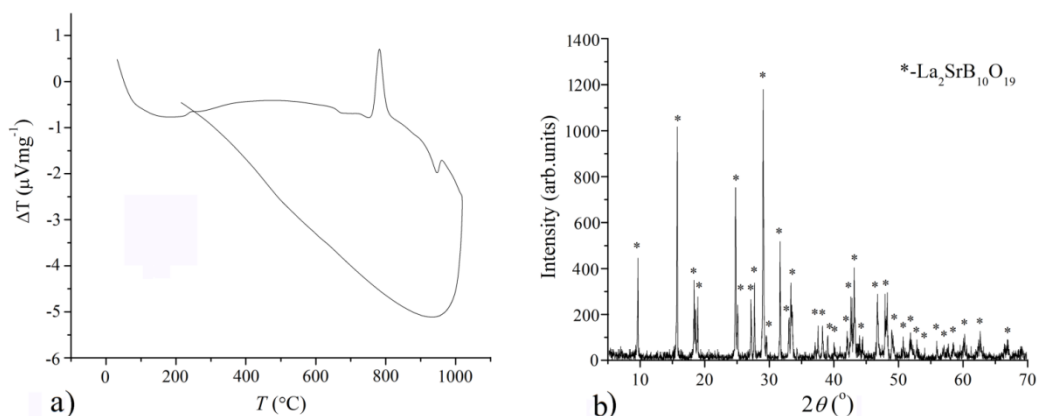 1
0
-1
-2
-3
-4
-5
-6
ΔT (μVmg⁻¹)
0 200 400 600 800 1000
T (°C)
a)
1400
1200
1000
800
600
400
200
0
Intensity (arb.units)
*-La₂SrB₁₀O₁₉
* * * * * * * * * * * * * * * * * * * * * * * * * * * * * * * * *
10 20 30 40 50 60 70
2θ (°)
b)